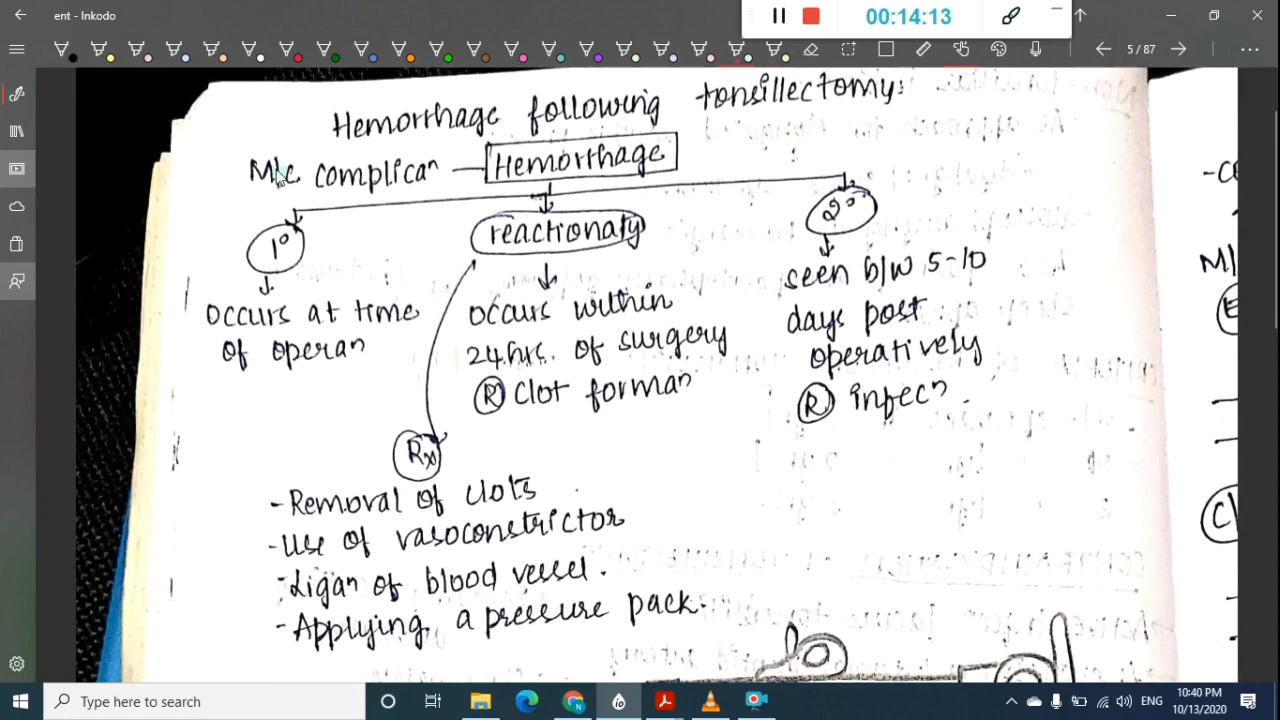 ent - Inkodo
00:14:13
5 / 87
Hemorrhage following tonsillectomy:
M/c complican — Hemorrhage
1°
reactionary
2°
occurs at time
of operan
occurs within
24 hrs. of surgery
(R) clot forman
seen b/w 5-10
days post
operatively
(R) infecn.
Rx
- Removal of clots
- Use of vasoconstrictor
- Ligan of blood vessel.
- Applying a pressure pack.
M/
Type here to search
ENG
10:40 PM
10/13/2020